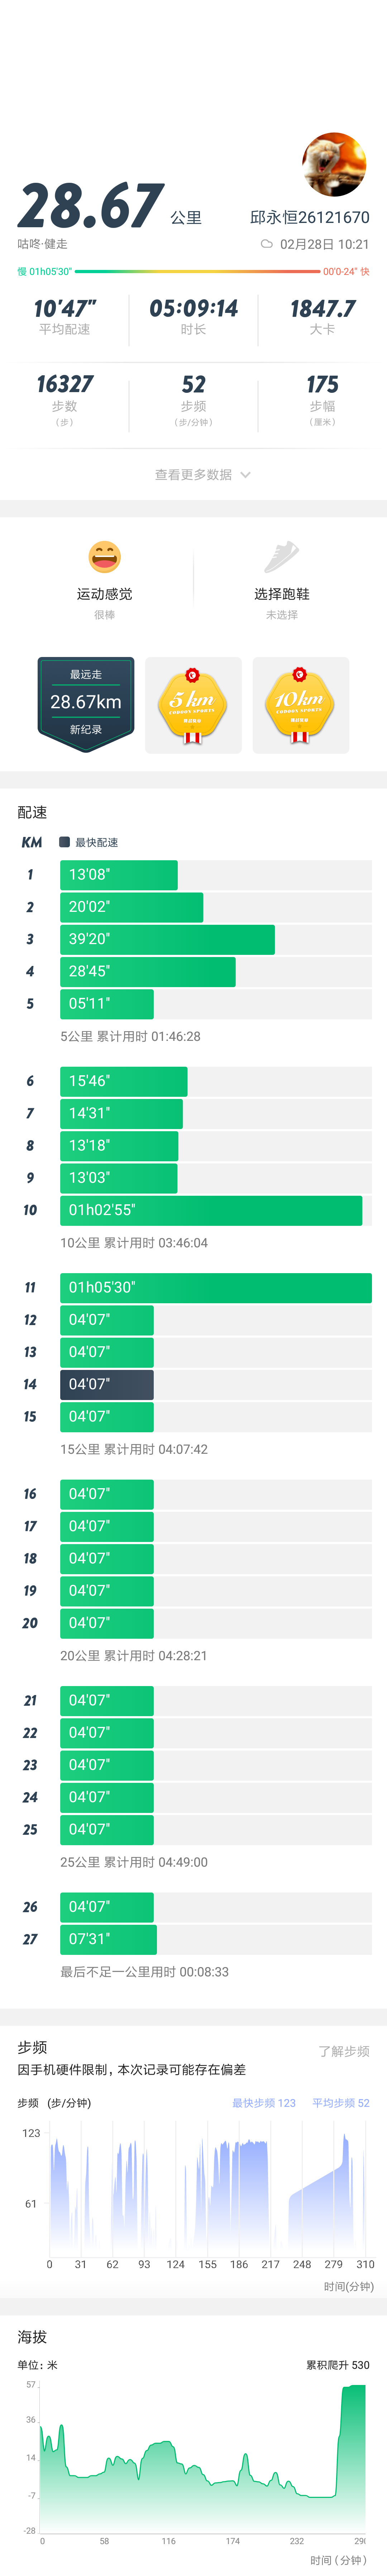 28.67 公里
邱永恒26121670
咕咚·健走
02月28日 10:21
慢 01h05'30" 00'0-24" 快
10'47" 05:09:14 1847.7
平均配速 时长 大卡
16327 52 175
步数 步频 步幅
(步) (步/分钟) (厘米)
查看更多数据
运动感觉 选择跑鞋
很棒 未选择
最远走
28.67km
新纪录
5km
CODOON SPORTS
10km
CODOON SPORTS
配速
KM 最快配速
1 13'08"
2 20'02"
3 39'20"
4 28'45"
5 05'11"
5公里 累计用时 01:46:28
6 15'46"
7 14'31"
8 13'18"
9 13'03"
10 01h02'55"
10公里 累计用时 03:46:04
11 01h05'30"
12 04'07"
13 04'07"
14 04'07"
15 04'07"
15公里 累计用时 04:07:42
16 04'07"
17 04'07"
18 04'07"
19 04'07"
20 04'07"
20公里 累计用时 04:28:21
21 04'07"
22 04'07"
23 04'07"
24 04'07"
25 04'07"
25公里 累计用时 04:49:00
26 04'07"
27 07'31"
最后不足一公里用时 00:08:33
步频 了解步频
因手机硬件限制，本次记录可能存在偏差
步频 (步/分钟) 最快步频 123 平均步频 52
123
61
0 31 62 93 124 155 186 217 248 279 310
时间(分钟)
海拔
单位：米 累积爬升 530
57
36
14
-7
-28
0 58 116 174 232 290
时间（分钟）